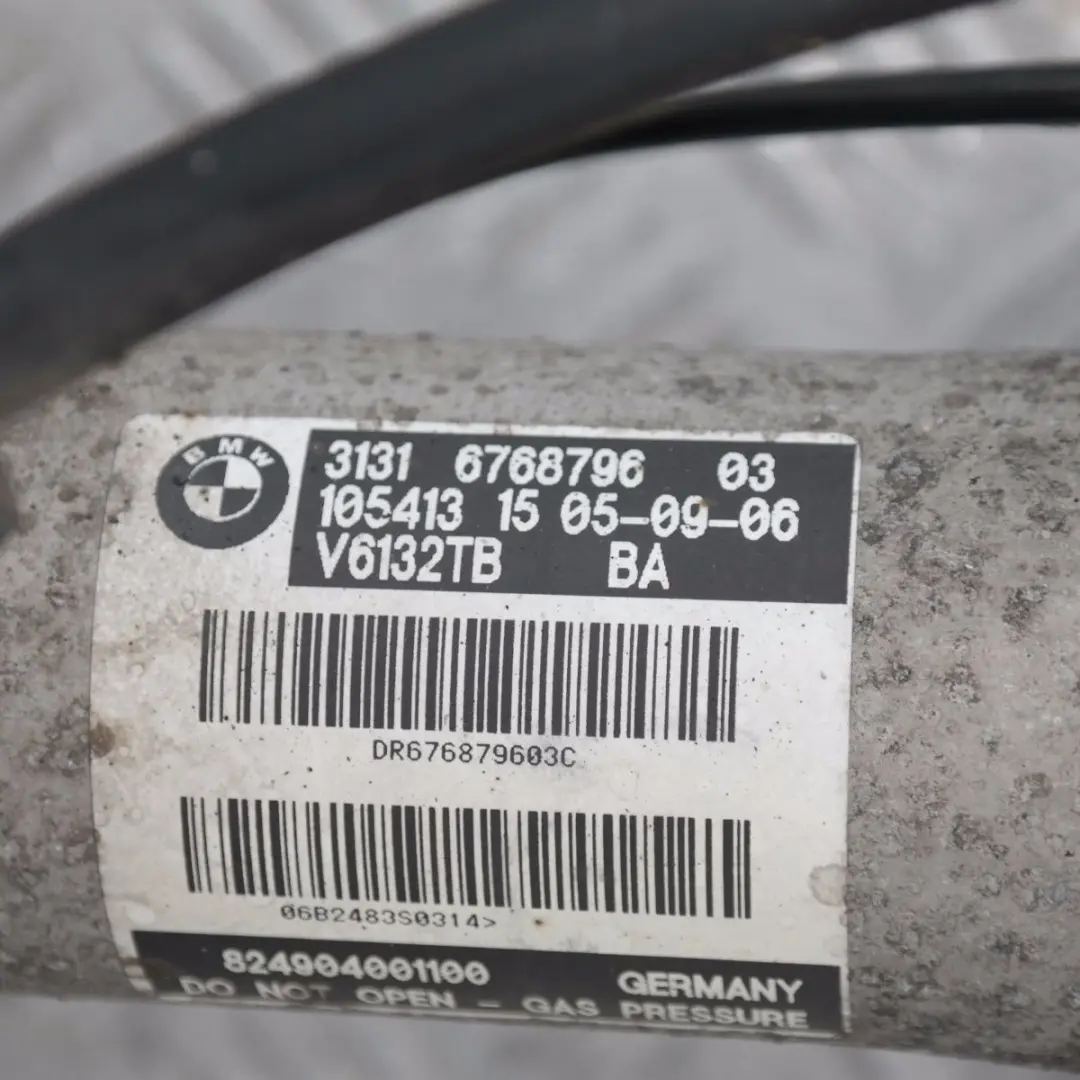 BMW
3131 6768796 03
105413 15 05-09-06
V6132TB BA
DR676879603C
06B2483S0314>
824904001100 GERMANY
DO NOT OPEN - GAS PRESSURE